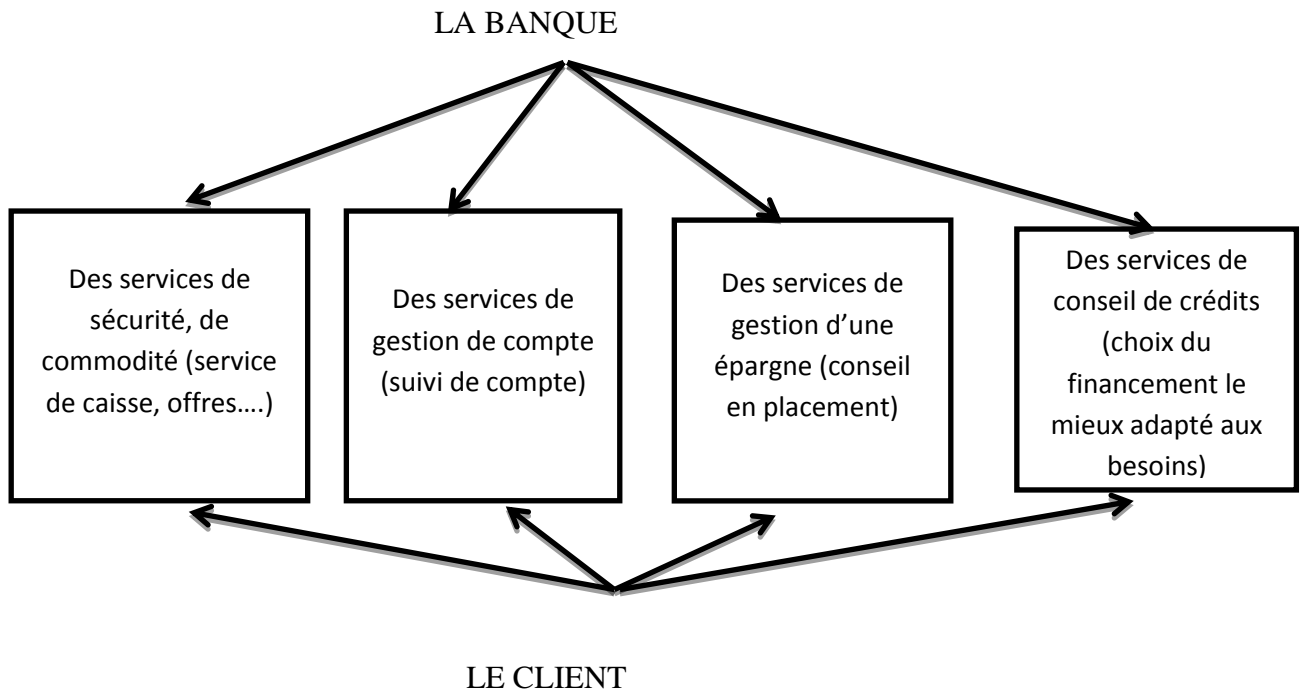 LA BANQUE
Des services de
sécurité, de
commodité (service
de caisse, offres….)
Des services de
gestion de compte
(suivi de compte)
Des services de
gestion d’une
épargne (conseil
en placement)
Des services de
conseil de crédits
(choix du
financement le
mieux adapté aux
besoins)
LE CLIENT